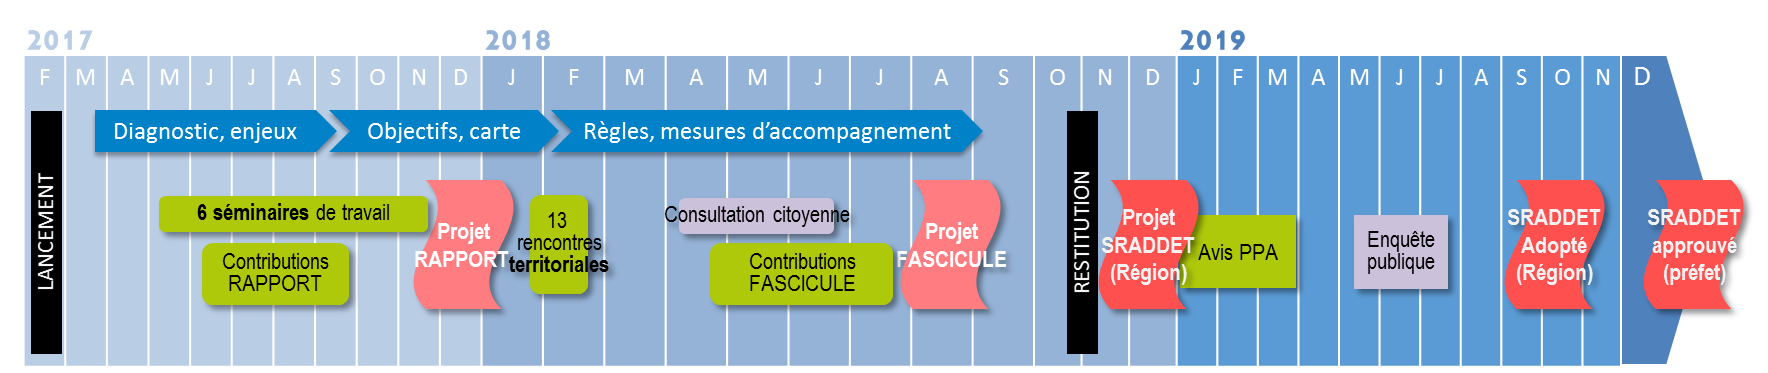 2017
2018
2019
F M A M J J A S O N D J F M A M J J A S O N D J F M A M J J A S O N D
LANCEMENT
Diagnostic, enjeux
Objectifs, carte
Règles, mesures d’accompagnement
6 séminaires de travail
Contributions
RAPPORT
Projet
RAPPORT
13
rencontres
territoriales
Consultation citoyenne
Contributions
FASCICULE
Projet
FASCICULE
RESTITUTION
Projet
SRADDET
(Région)
Avis PPA
Enquête
publique
SRADDET
Adopté
(Région)
SRADDET
approuvé
(préfet)